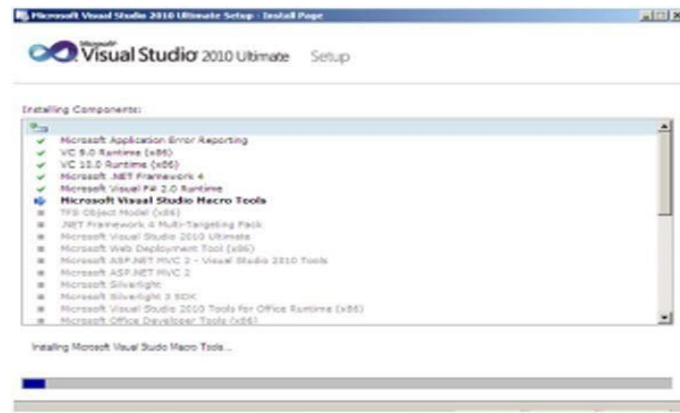 Microsoft Visual Studio 2010 Ultimate Setup - Install Page
Microsoft
Visual Studio 2010 Ultimate Setup
Installing Components:
Microsoft Application Error Reporting
VC 9.0 Runtime (x86)
VC 10.0 Runtime (x86)
Microsoft .NET Framework 4
Microsoft Visual F# 2.0 Runtime
Microsoft Visual Studio Macro Tools
TFS Object Model (x86)
.NET Framework 4 Multi-Targeting Pack
Microsoft Visual Studio 2010 Ultimate
Microsoft Web Deployment Tool (x86)
Microsoft ASP.NET MVC 2 - Visual Studio 2010 Tools
Microsoft ASP.NET MVC 2
Microsoft Silverlight
Microsoft Silverlight 3 SDK
Microsoft Visual Studio 2010 Tools for Office Runtime (x86)
Microsoft Office Developer Tools (x86)
Installing Microsoft Visual Studio Macro Tools...